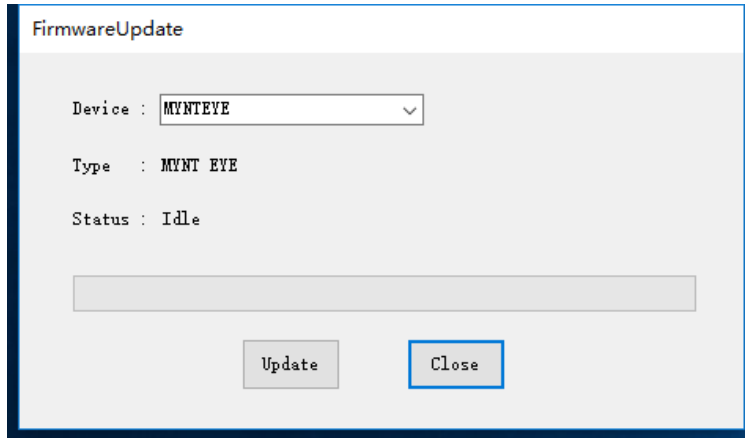 FirmwareUpdate
Device : MYNTEYE
Type : MYNT EYE
Status : Idle
Update Close